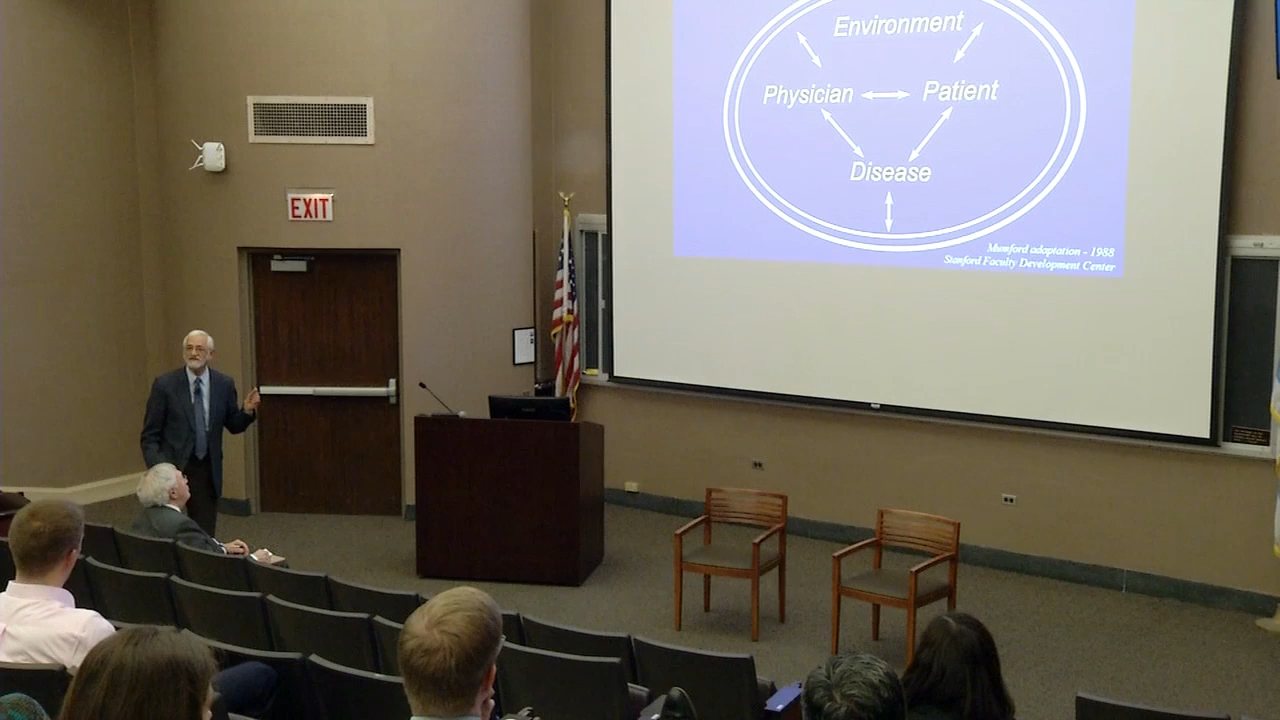 Environment
Physician
Patient
Disease
Mumford adaptation - 1988
Stanford Faculty Development Center
EXIT